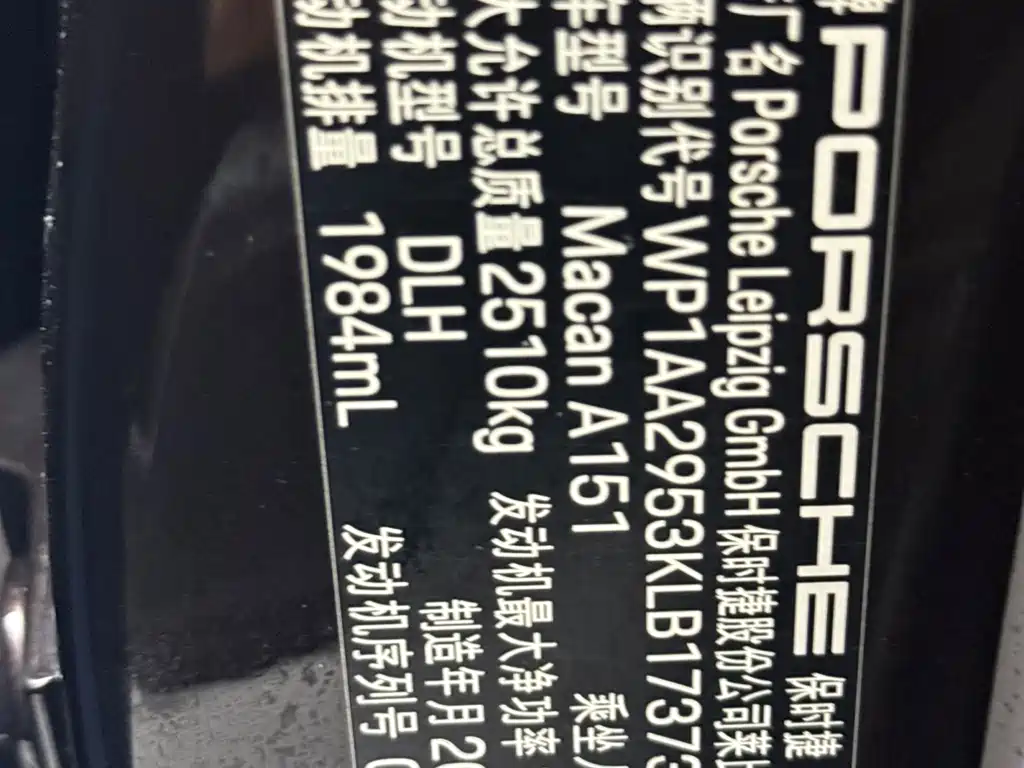 牌 PORSCHE 保时捷
厂名 Porsche Leipzig GmbH 保时捷股份公司莱比
辆识别代号 WP1AA2953KLB17373
车型号 Macan A151 乘坐人
大允许总质量 2510kg 发动机最大净功率
动机型号 DLH 制造年月 20
动机排量 1984mL 发动机序列号